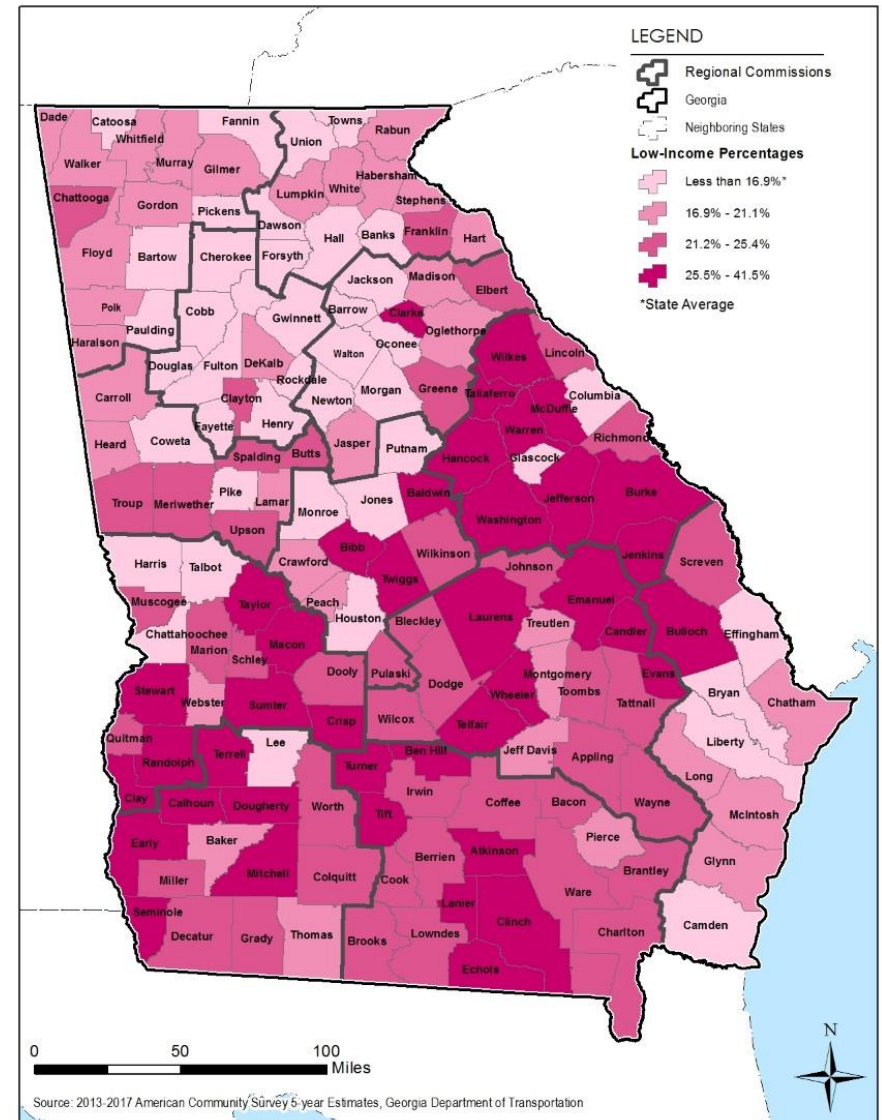 LEGEND
Regional Commissions
Georgia
Neighboring States
Low-Income Percentages
Less than 16.9%*
16.9% - 21.1%
21.2% - 25.4%
25.5% - 41.5%
*State Average
Dade
Catoosa
Fannin
Towns
Union
Rabun
Whitfield
Walker
Murray
Gilmer
Habersham
White
Lumpkin
Chattooga
Stephens
Gordon
Pickens
Dawson
Hall
Banks
Franklin
Hart
Floyd
Bartow
Cherokee
Forsyth
Jackson
Madison
Elbert
Polk
Cobb
Gwinnett
Barrow
Clarke
Oglethorpe
Paulding
Oconee
Haralson
Walton
Wilkes
Lincoln
Douglas
Fulton
DeKalb
Rockdale
Newton
Morgan
Greene
Taliaferro
Columbia
Carroll
Clayton
McDuffie
Fayette
Henry
Warren
Richmond
Heard
Coweta
Spalding
Butts
Jasper
Putnam
Hancock
Glascock
Troup
Meriwether
Pike
Lamar
Monroe
Jones
Baldwin
Jefferson
Burke
Washington
Upson
Bibb
Wilkinson
Jenkins
Screven
Harris
Talbot
Crawford
Johnson
Muscogee
Taylor
Peach
Twiggs
Emanuel
Houston
Bleckley
Laurens
Treutlen
Candler
Bulloch
Effingham
Chattahoochee
Marion
Macon
Schley
Dooly
Pulaski
Dodge
Montgomery
Evans
Stewart
Webster
Sumter
Wheeler
Toombs
Tattnall
Bryan
Chatham
Crisp
Wilcox
Telfair
Quitman
Lee
Liberty
Randolph
Terrell
Turner
Ben Hill
Jeff Davis
Appling
Long
Clay
Calhoun
Dougherty
Worth
Irwin
Coffee
Bacon
Wayne
Tift
McIntosh
Early
Baker
Pierce
Atkinson
Berrien
Glynn
Miller
Mitchell
Colquitt
Cook
Ware
Brantley
Seminole
Lanier
Clinch
Camden
Decatur
Grady
Thomas
Brooks
Lowndes
Charlton
Echols
N
0 50 100
Miles
Source: 2013-2017 American Community Survey 5-year Estimates, Georgia Department of Transportation